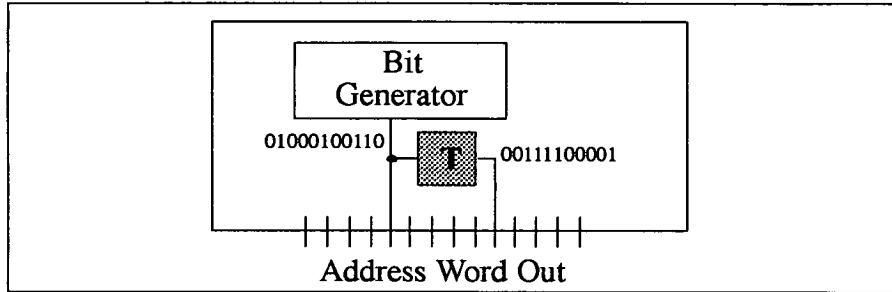 Bit
Generator
01000100110
T
00111100001
Address Word Out